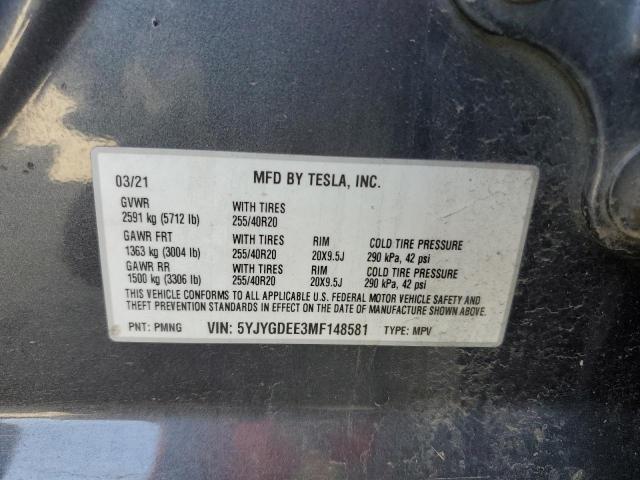 03/21 MFD BY TESLA, INC.
GVWR WITH TIRES
2591 kg (5712 lb) 255/40R20
GAWR FRT WITH TIRES RIM COLD TIRE PRESSURE
1363 kg (3004 lb) 255/40R20 20X9.5J 290 kPa, 42 psi
GAWR RR WITH TIRES RIM COLD TIRE PRESSURE
1500 kg (3306 lb) 255/40R20 20X9.5J 290 kPa, 42 psi
THIS VEHICLE CONFORMS TO ALL APPLICABLE U.S. FEDERAL MOTOR VEHICLE SAFETY AND
THEFT PREVENTION STANDARDS IN EFFECT ON THE DATE OF MANUFACTURE SHOWN ABOVE.
PNT: PMNG VIN: 5YJYGDEE3MF148581 TYPE: MPV